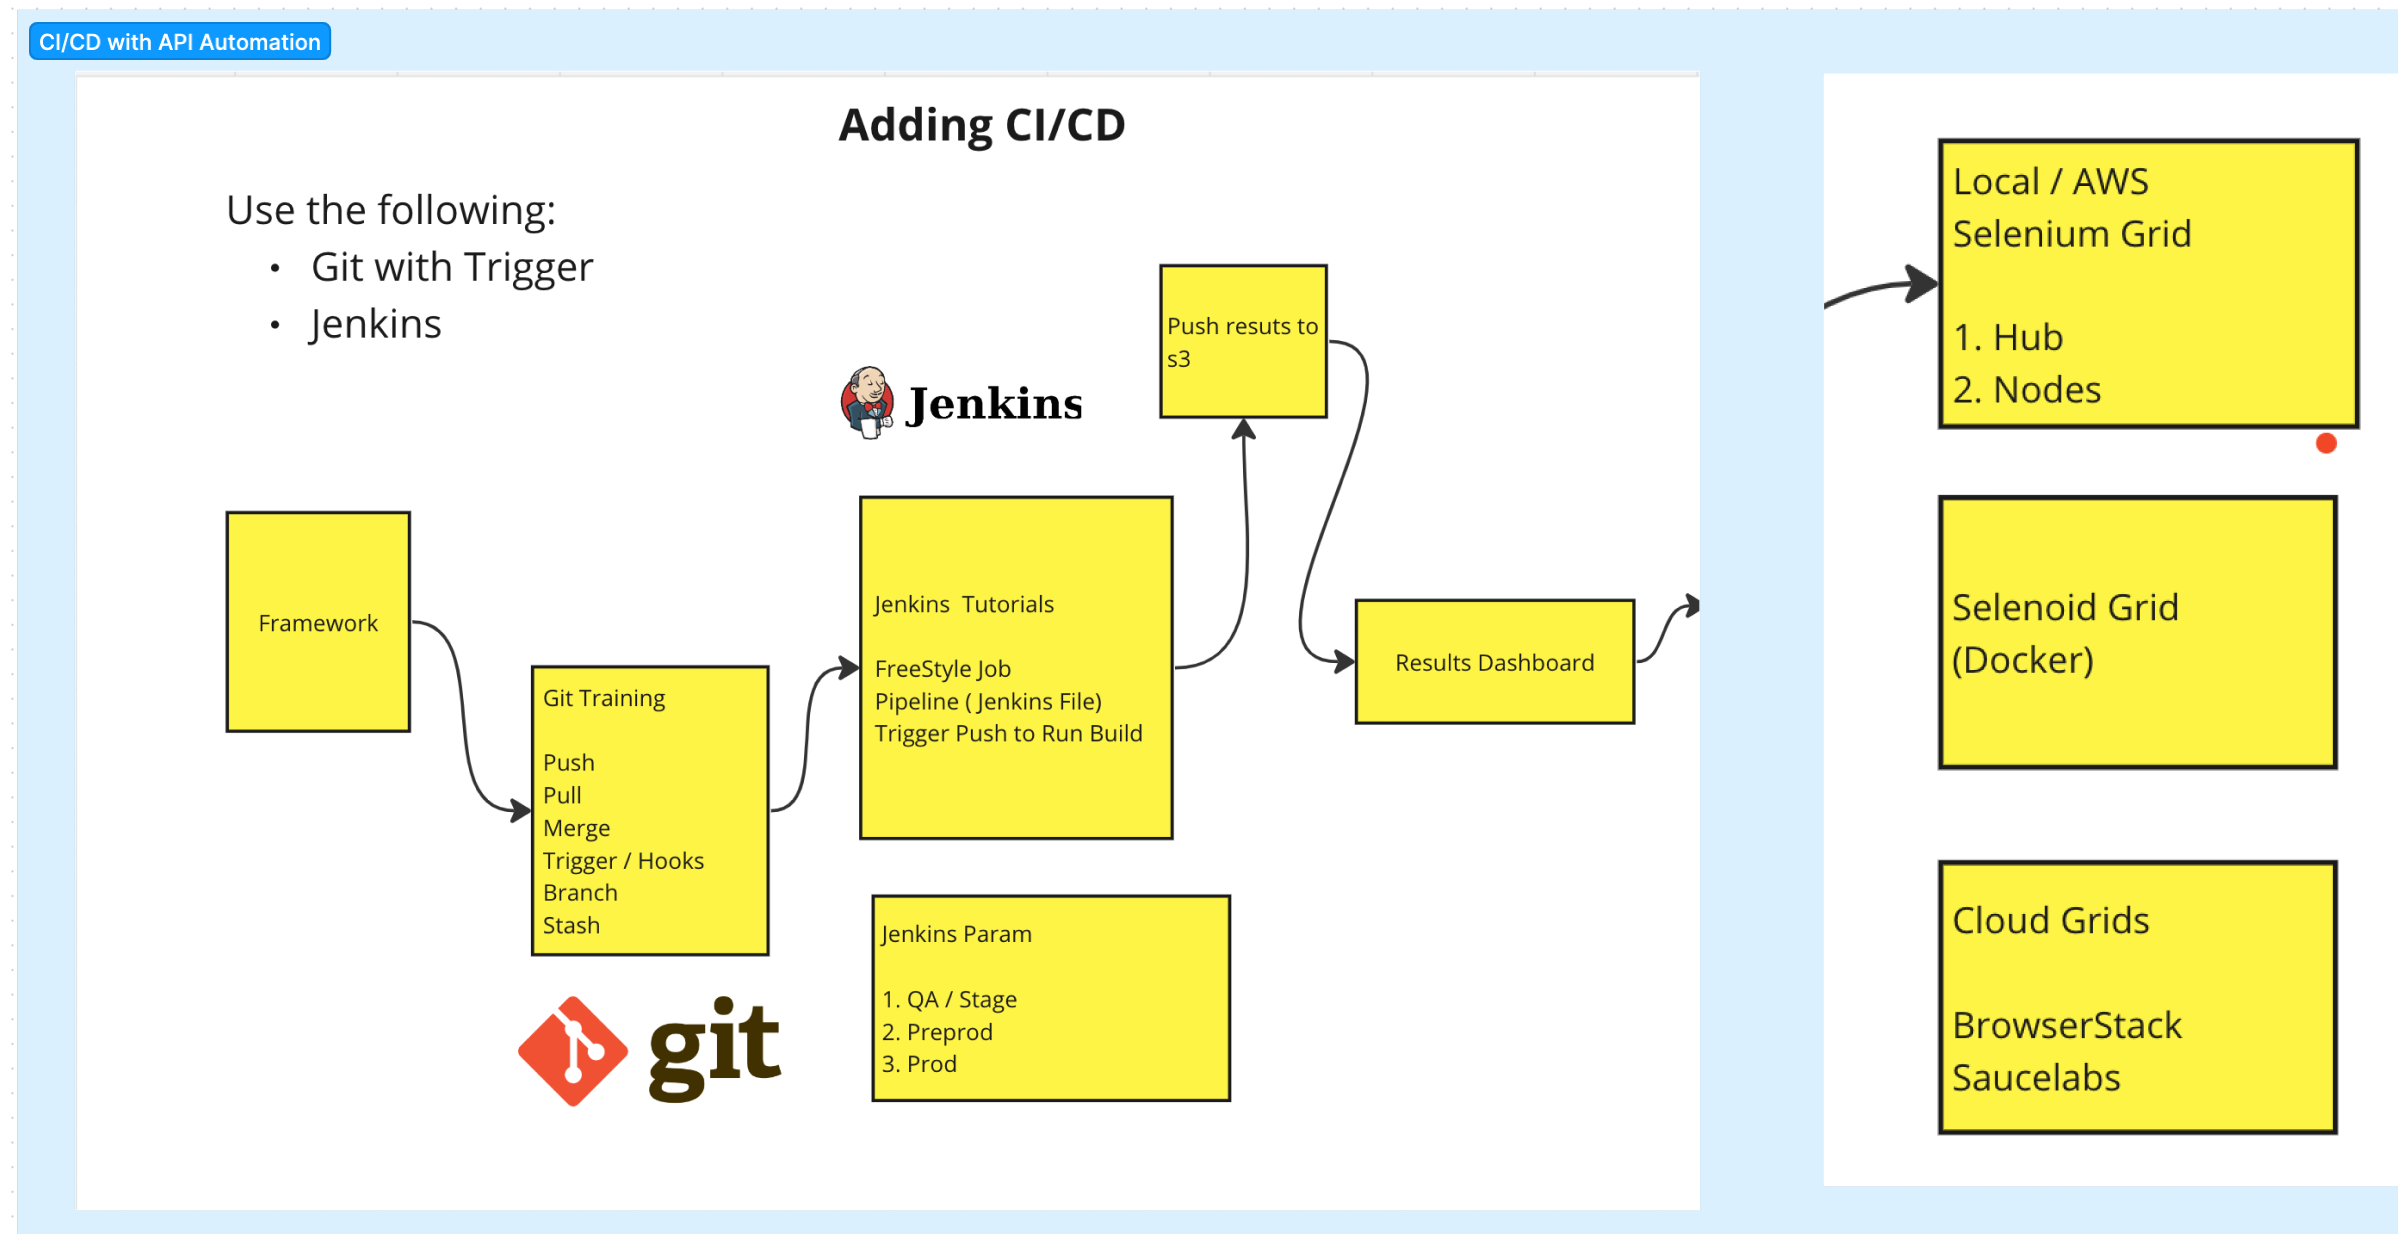 CI/CD with API Automation
Adding CI/CD
Use the following:
• Git with Trigger
• Jenkins
Jenkins
Push resuts to
s3
Framework
Git Training
Push
Pull
Merge
Trigger / Hooks
Branch
Stash
git
Jenkins  Tutorials
FreeStyle Job
Pipeline ( Jenkins File)
Trigger Push to Run Build
Jenkins Param
1. QA / Stage
2. Preprod
3. Prod
Results Dashboard
Local / AWS
Selenium Grid
1. Hub
2. Nodes
Selenoid Grid
(Docker)
Cloud Grids
BrowserStack
Saucelabs